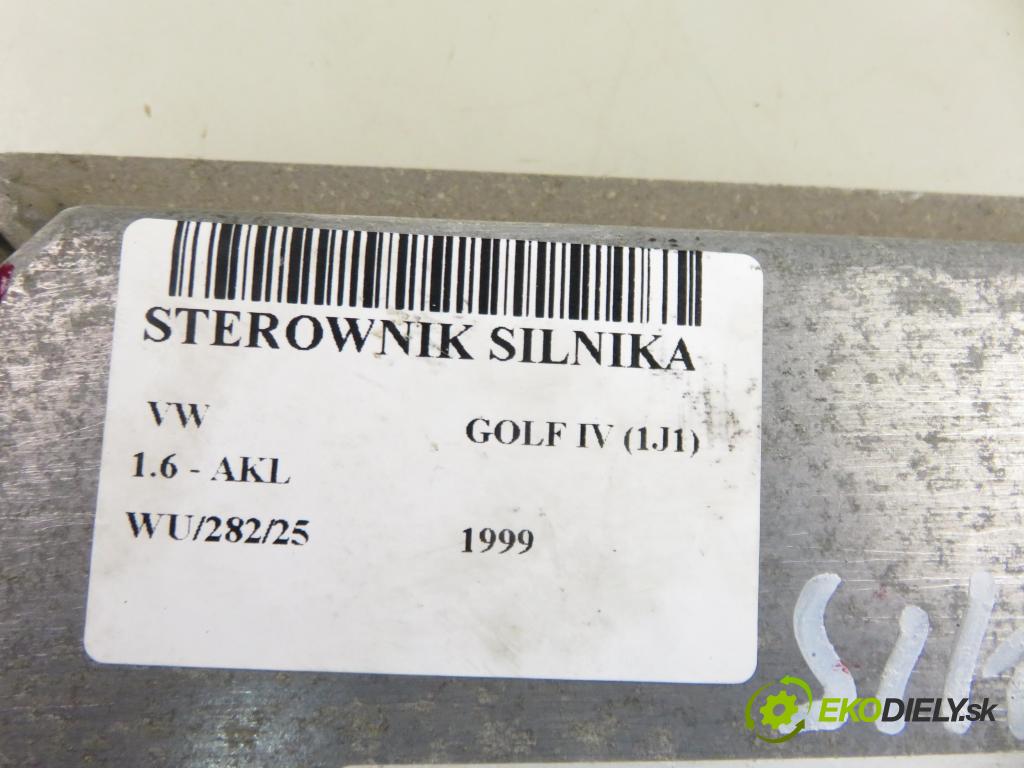 STEROWNIK SILNIKA
VW GOLF IV (1J1)
1.6 - AKL
WU/282/25 1999
EKODIELY.sk